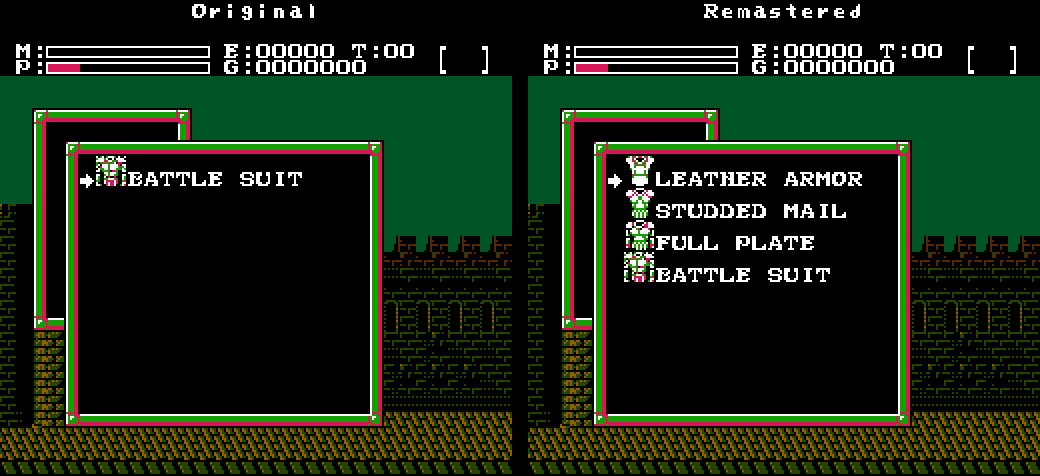 Original
M:
E:00000 T:00 [ ]
P:
G:0000000
BATTLE SUIT
Remastered
M:
E:00000 T:00 [ ]
P:
G:0000000
LEATHER ARMOR
STUDDED MAIL
FULL PLATE
BATTLE SUIT